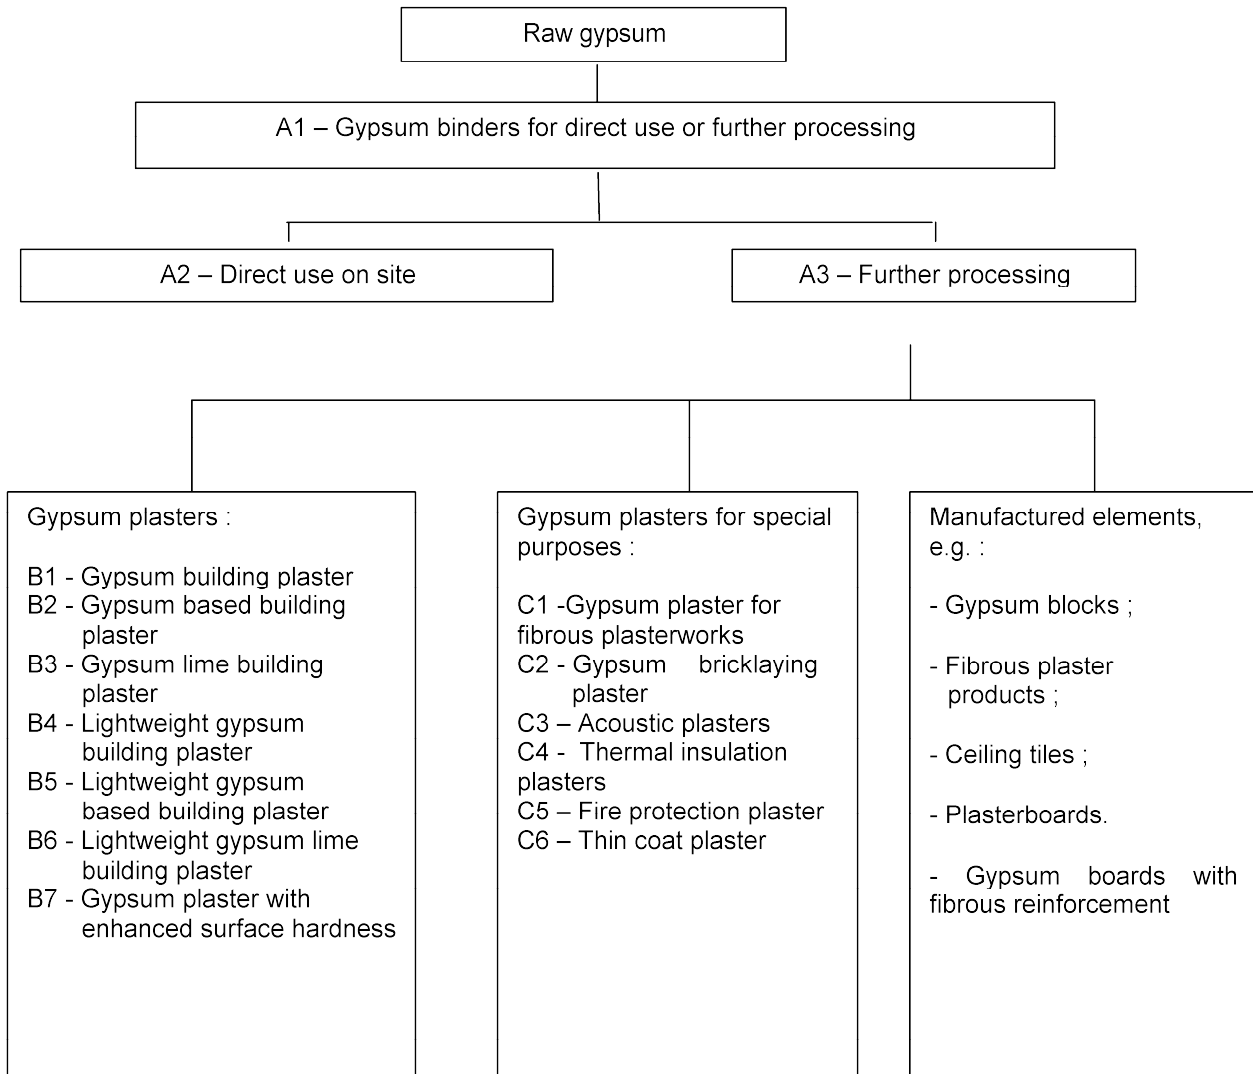 Raw gypsum
A1 – Gypsum binders for direct use or further processing
A2 – Direct use on site
A3 – Further processing
Gypsum plasters :
B1 - Gypsum building plaster
B2 - Gypsum based building
plaster
B3 - Gypsum lime building
plaster
B4 - Lightweight gypsum
building plaster
B5 - Lightweight gypsum
based building plaster
B6 - Lightweight gypsum lime
building plaster
B7 - Gypsum plaster with
enhanced surface hardness
Gypsum plasters for special
purposes :
C1 -Gypsum plaster for
fibrous plasterworks
C2 - Gypsum bricklaying
plaster
C3 – Acoustic plasters
C4 - Thermal insulation
plasters
C5 – Fire protection plaster
C6 – Thin coat plaster
Manufactured elements,
e.g. :
- Gypsum blocks ;
- Fibrous plaster
products ;
- Ceiling tiles ;
- Plasterboards.
- Gypsum boards with
fibrous reinforcement